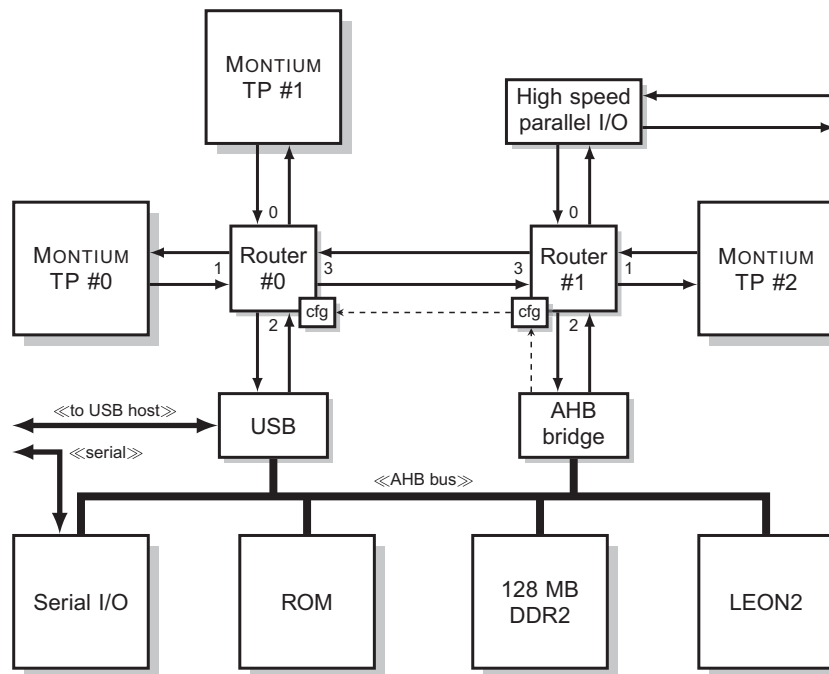 MONTIUM
TP #1
High speed
parallel I/O
0
0
MONTIUM
TP #0
1
Router
#0
3
3
Router
#1
1
MONTIUM
TP #2
2
cfg
cfg
2
≪to USB host≫
USB
AHB
bridge
≪serial≫
≪AHB bus≫
Serial I/O
ROM
128 MB
DDR2
LEON2